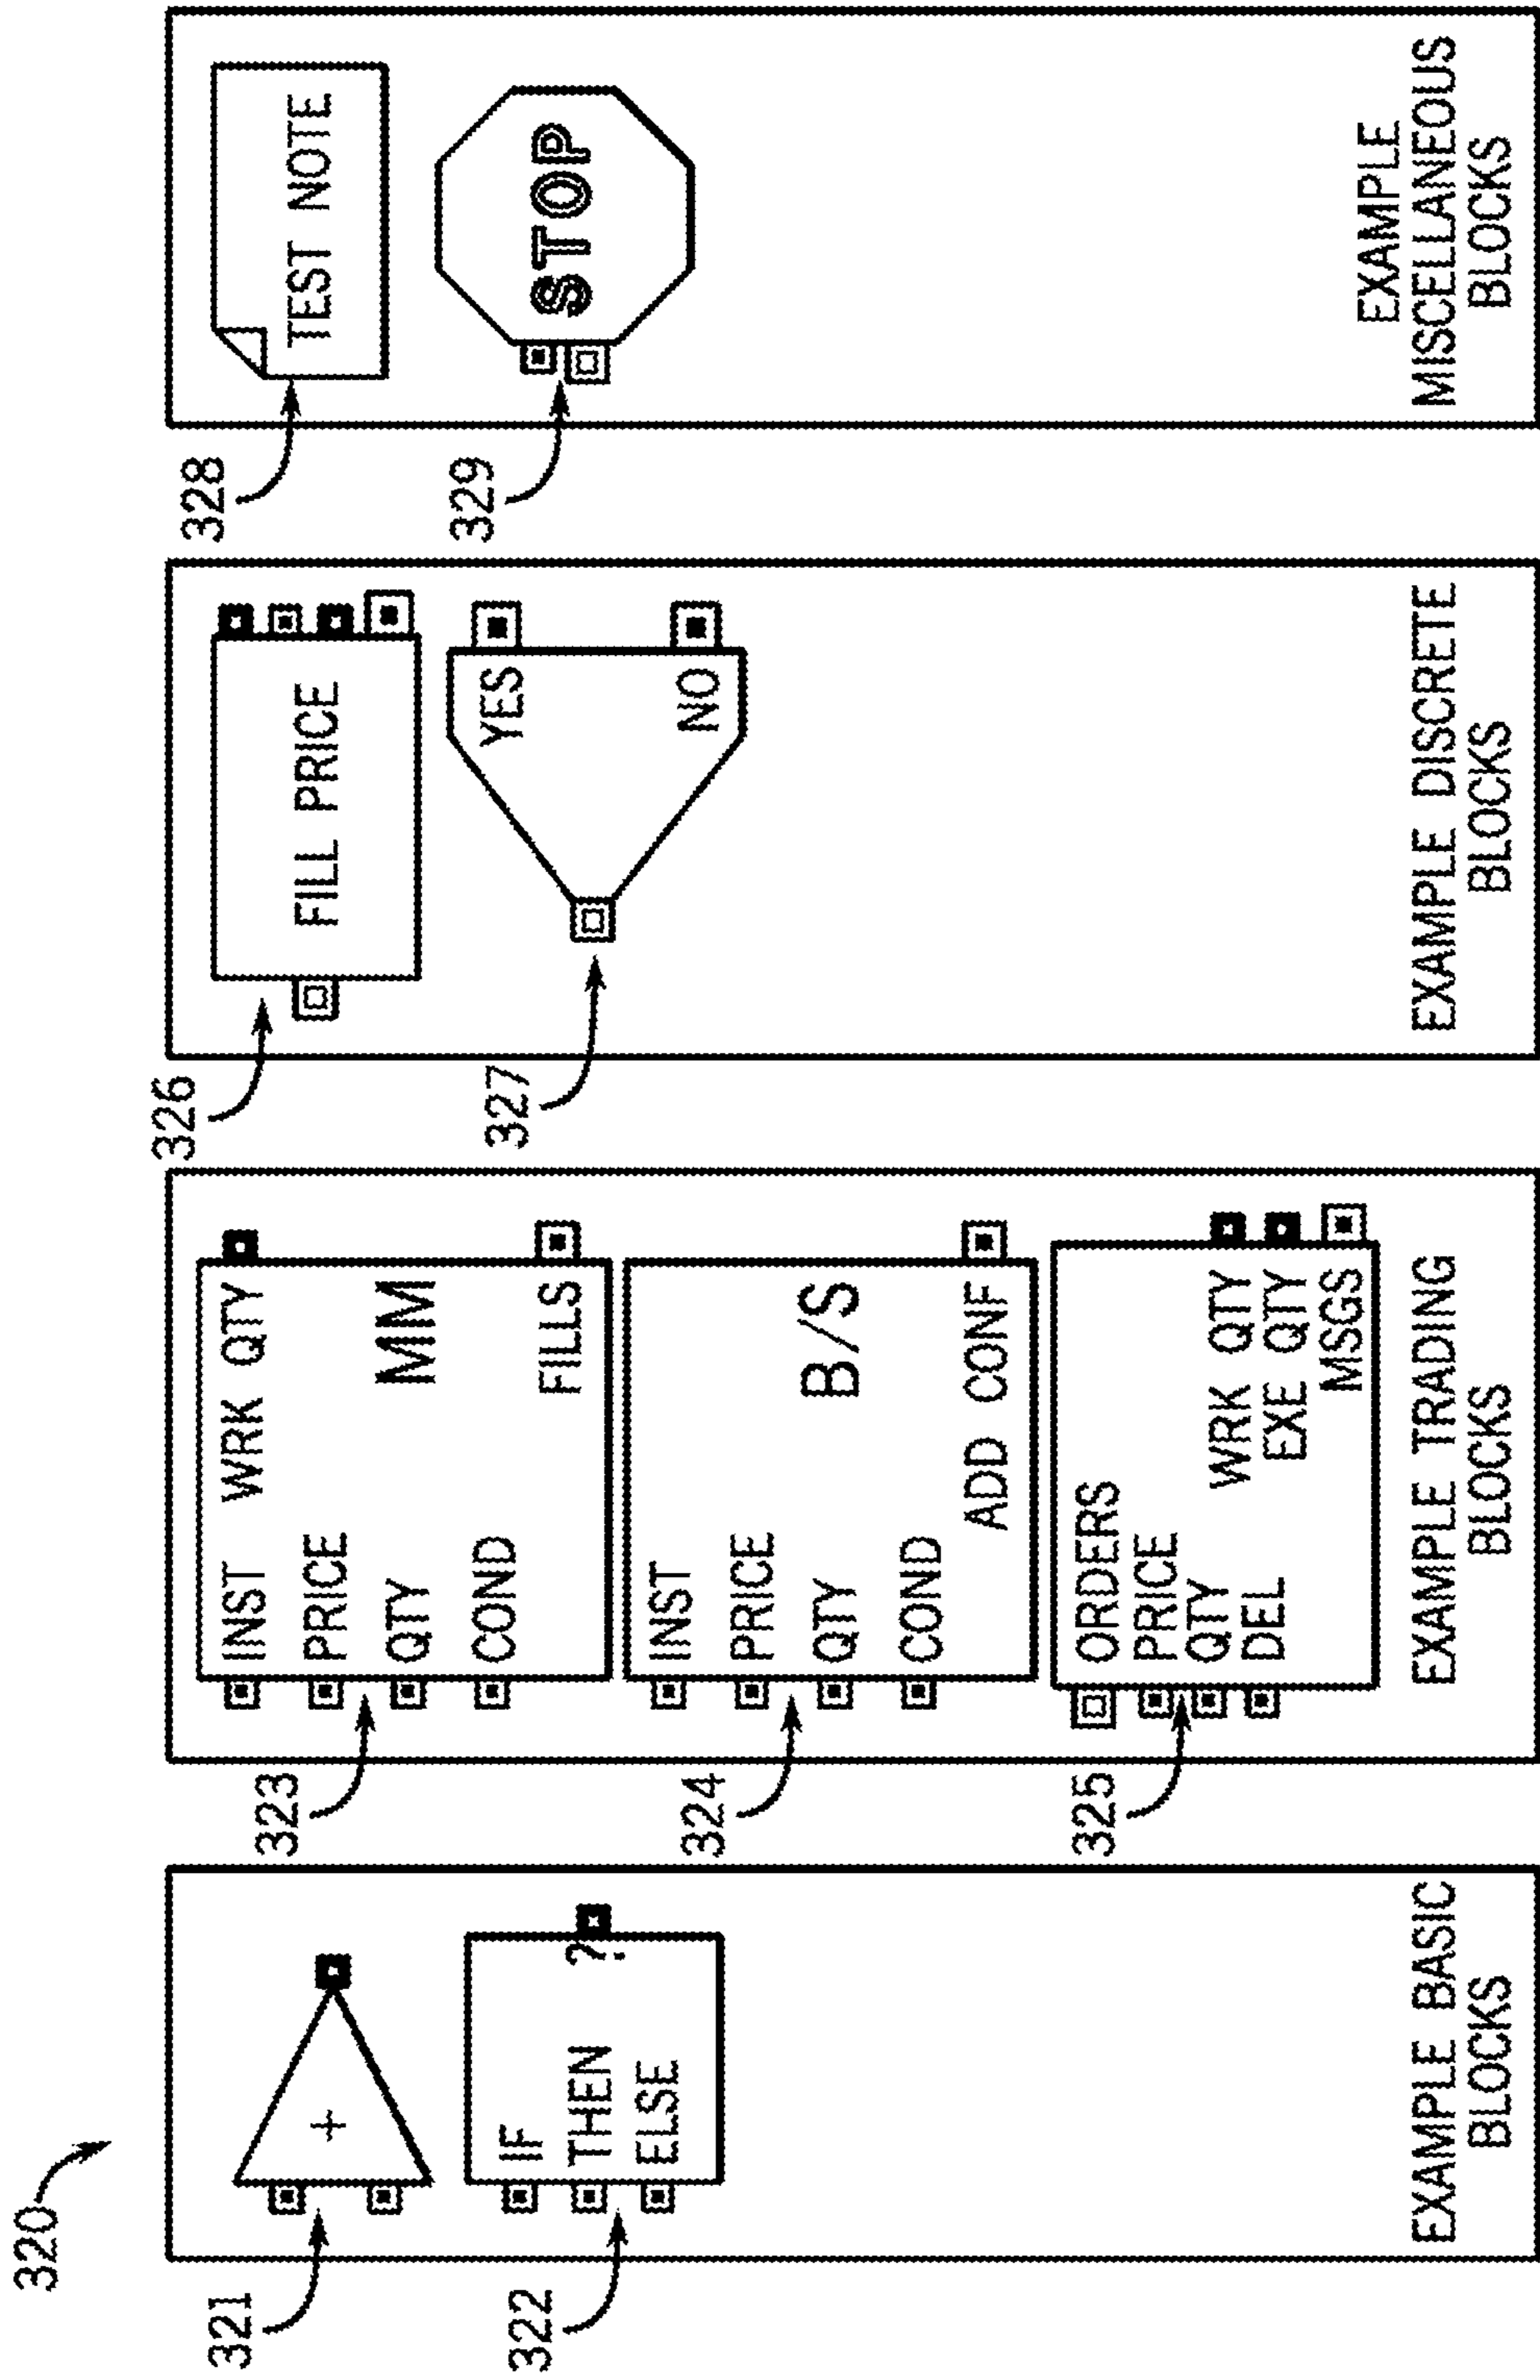 320
321
+
322
IF
THEN ?
ELSE
EXAMPLE BASIC
BLOCKS
323
INST WRK QTY
PRICE
MM
QTY
COND
FILLS
324
INST
PRICE
B/S
QTY
COND
ADD CONF
325
ORDERS
PRICE
QTY WRK QTY
DEL EXE QTY
MSGS
EXAMPLE TRADING
BLOCKS
326
FILL PRICE
327
YES
NO
EXAMPLE DISCRETE
BLOCKS
328
TEST NOTE
329
STOP
EXAMPLE
MISCELLANEOUS
BLOCKS